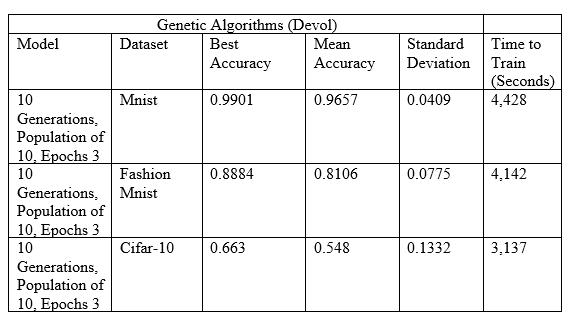 Genetic Algorithms (Devol)
Model Dataset Best Accuracy Mean Accuracy Standard Deviation Time to Train (Seconds)
10 Generations, Population of 10, Epochs 3 Mnist 0.9901 0.9657 0.0409 4,428
10 Generations, Population of 10, Epochs 3 Fashion Mnist 0.8884 0.8106 0.0775 4,142
10 Generations, Population of 10, Epochs 3 Cifar-10 0.663 0.548 0.1332 3,137